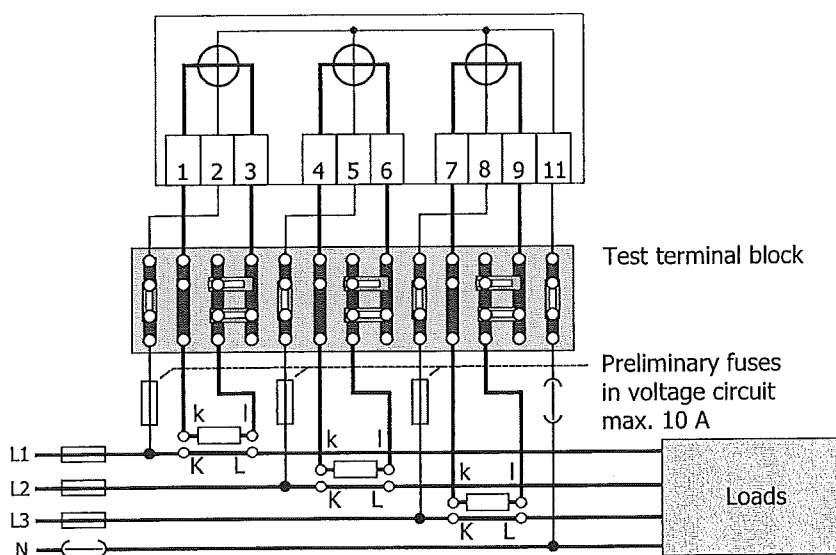 1 2 3 4 5 6 7 8 9 11
Test terminal block
Preliminary fuses
in voltage circuit
max. 10 A
k l
L1
K L
k l
L2
K L
k l
L3
K L
N
Loads